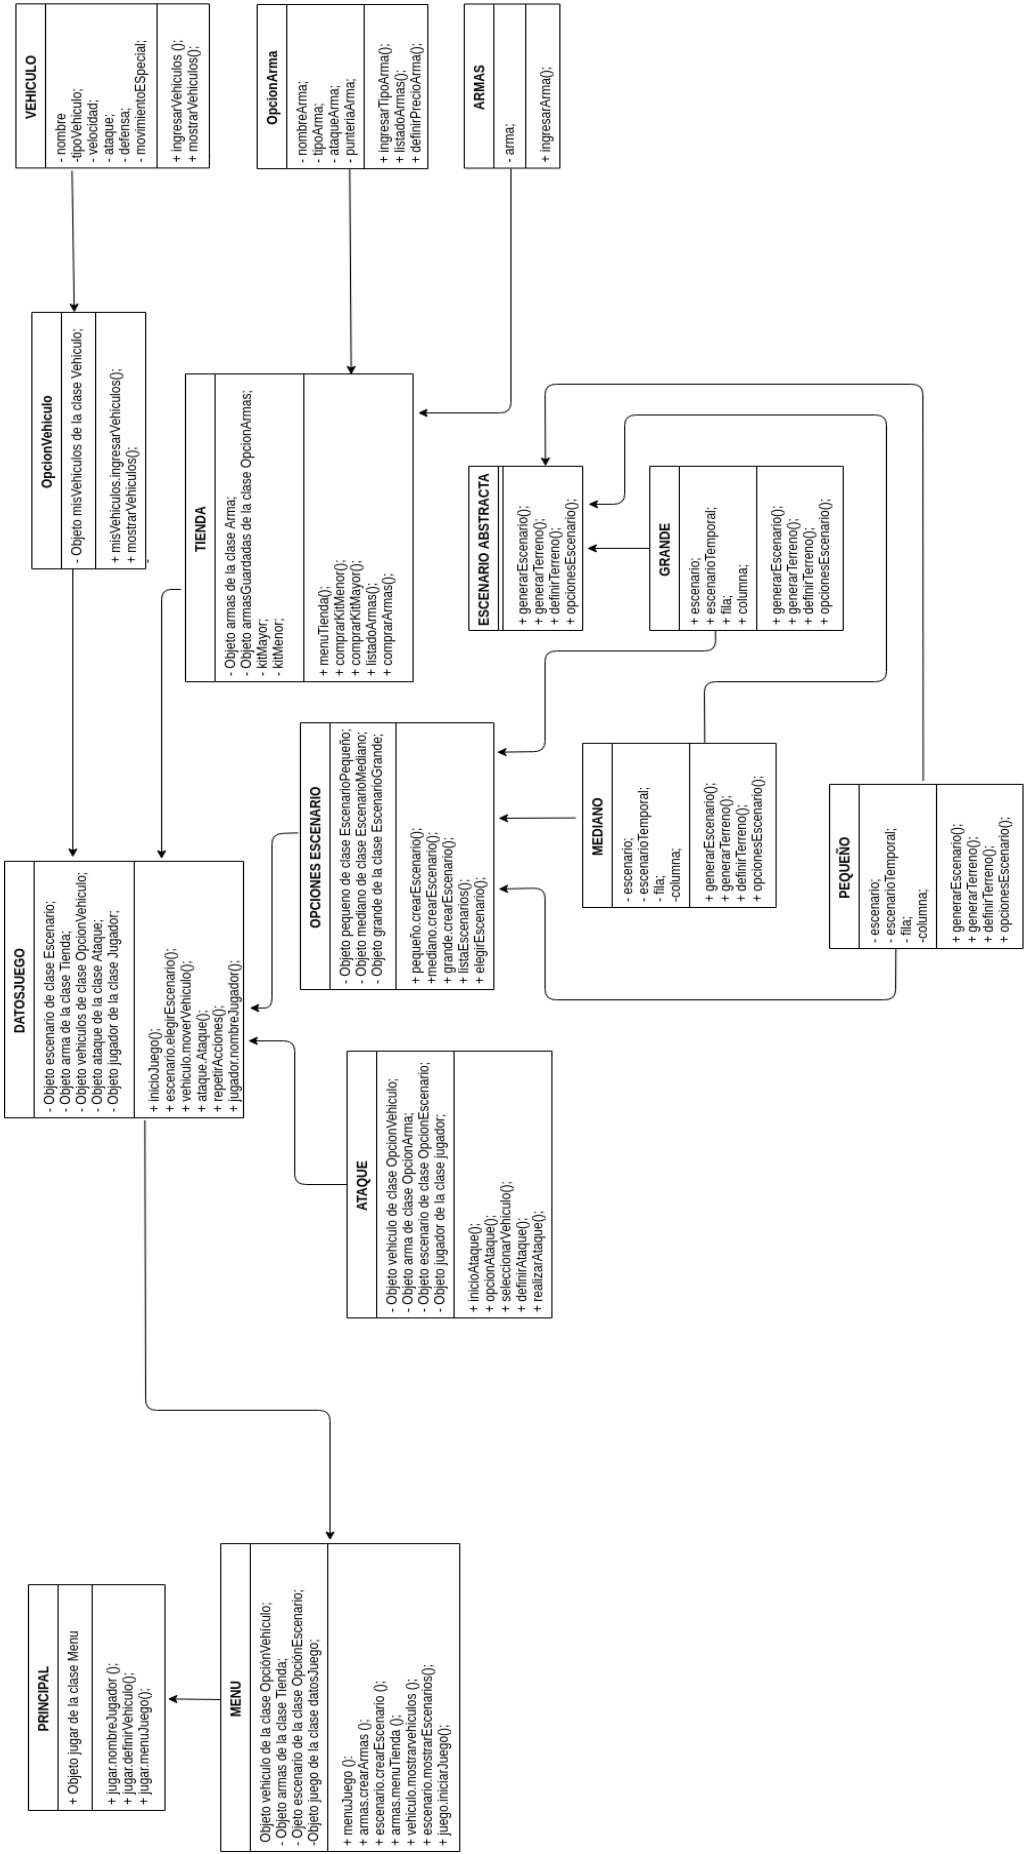 PRINCIPAL
+ Objeto jugar de la clase Menu
+ jugar.nombreJugador ();
+ jugar.definirVehiculo();
+ jugar.menuJuego();
MENU
Objeto vehiculo de la clase OpciónVehiculo;
- Objeto armas de la clase Tienda;
- Ojeto escenario de la clase OpciónEscenario;
-Objeto juego de la clase datosJuego;
+ menuJuego ():
+ armas.crearArmas ();
+ escenario.crearEscenario ();
+ armas.menuTienda ();
+ vehiculo.mostrarvehiculos ();
+ escenario.mostrarEscenarios();
+ juego.iniciarJuego();
DATOSJUEGO
- Objeto escenario de clase Escenario;
- Objeto arma de la clase Tienda;
- Objeto vehiculos de clase OpcionVehiculo;
- Objeto ataque de la clase Ataque;
- Objeto jugador de la clase Jugador;
+ inicioJuego();
+ escenario.elegirEscenario();
+ vehiculo.moverVehiculo();
+ ataque.Ataque();
+ repetirAcciones();
+ jugador.nombreJugador();
ATAQUE
- Objeto vehiculo de clase OpcionVehiculo;
- Objeto arma de clase OpcionArma;
- Objeto escenario de clase OpcionEscenario;
- Objeto jugador de la clase jugador;
+ inicioAtaque();
+ opcionAtaque();
+ seleccionarVehiculo();
+ definirAtaque();
+ realizarAtaque();
OPCIONES ESCENARIO
- Objeto pequeno de clase EscenarioPequeño;
- Objeto mediano de clase EscenarioMediano;
- Objeto grande de la clase EscenarioGrande;
+ pequeño.crearEscenario();
+mediano.crearEscenario();
+ grande.crearEscenario();
+ listaEscenarios();
+ elegirEscenario();
MEDIANO
- escenario;
- escenarioTemporal;
- fila;
-columna;
+ generarEscenario();
+ generarTerreno();
+ definirTerreno();
+ opcionesEscenario();
PEQUEÑO
- escenario;
- escenarioTemporal;
- fila;
-columna;
+ generarEscenario();
+ generarTerreno();
+ definirTerreno();
+ opcionesEscenario();
OpcionVehiculo
- Objeto misVehiculos de la clase Vehiculo;
+ misVehiculos.ingresarVehiculos();
+ mostrarVehiculos();
TIENDA
- Objeto armas de la clase Arma;
- Objeto armasGuardadas de la clase OpcionArmas;
- kitMayor;
- kitMenor;
+ menuTienda();
+ comprarKitMenor();
+ comprarKitMayor();
+ listadoArmas();
+ comprarArmas();
ESCENARIO ABSTRACTA
+ generarEscenario();
+ generarTerreno();
+ definirTerreno();
+ opcionesEscenario();
GRANDE
- escenario;
+ escenarioTemporal;
+ fila;
+ columna;
+ generarEscenario();
+ generarTerreno();
+ definirTerreno();
+ opcionesEscenario();
VEHICULO
- nombre
-tipoVehiculo;
- velocidad;
- ataque;
- defensa;
- movimientoESpecial;
+ ingresarVehiculos ();
+ mostrarVehiculos();
OpcionArma
- nombreArma;
- tipoArma;
- ataqueArma;
- punteriaArma;
+ ingresarTipoArma();
+ listadoArmas();
+ definirPrecioArma();
ARMAS
- arma;
+ ingresarArma();